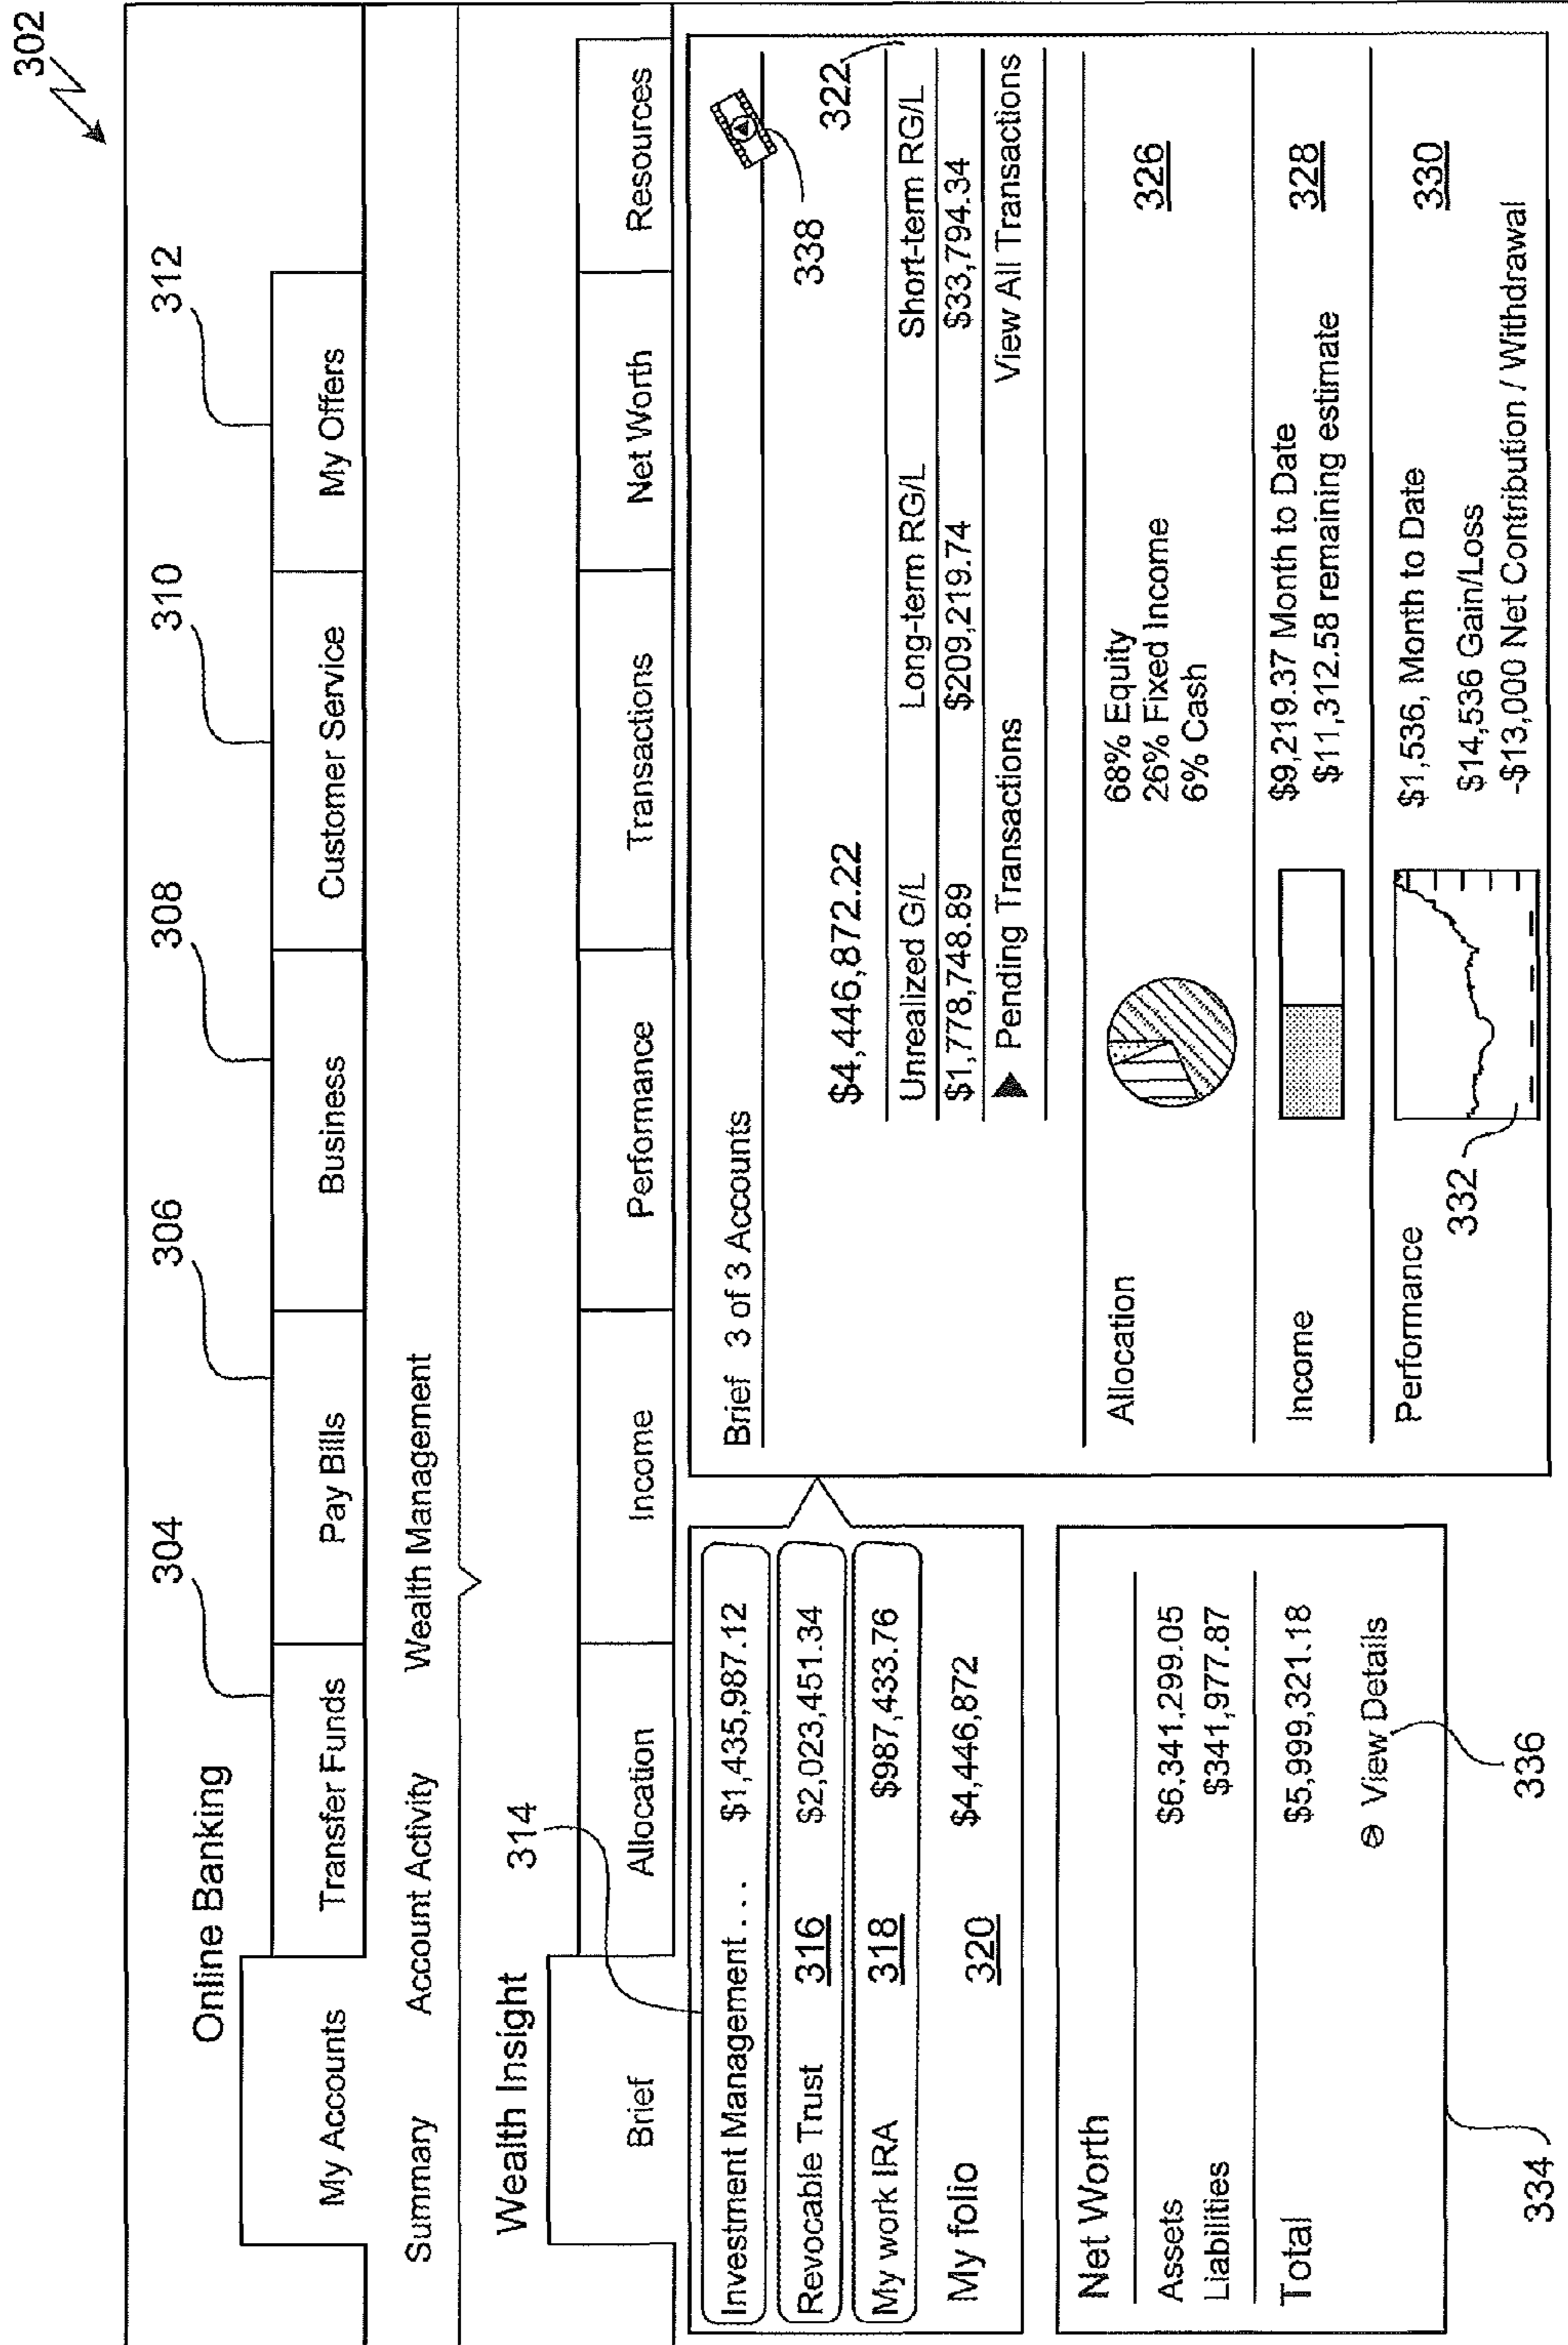 302
Online Banking
304
306
308
310
312
My Accounts
Transfer Funds
Pay Bills
Business
Customer Service
My Offers
Summary
Account Activity
Wealth Management
Wealth Insight
314
Brief
Allocation
Income
Performance
Transactions
Net Worth
Resources
Investment Management . . . $1,435,987.12
Revocable Trust 316 $2,023,451.34
My work IRA 318 $987,433.76
My folio 320 $4,446,872
Net Worth
Assets $6,341,299.05
Liabilities $341,977.87
Total $5,999,321.18
View Details
334
336
Brief 3 of 3 Accounts
338
$4,446,872.22
322
Unrealized G/L Long-term RG/L Short-term RG/L
$1,778,748.89 $209,219.74 $33,794.34
Pending Transactions View All Transactions
Allocation
68% Equity
26% Fixed Income
6% Cash
326
Income
$9,219.37 Month to Date
$11,312.58 remaining estimate
328
Performance
332
$1,536, Month to Date
$14,536 Gain/Loss
-$13,000 Net Contribution / Withdrawal
330